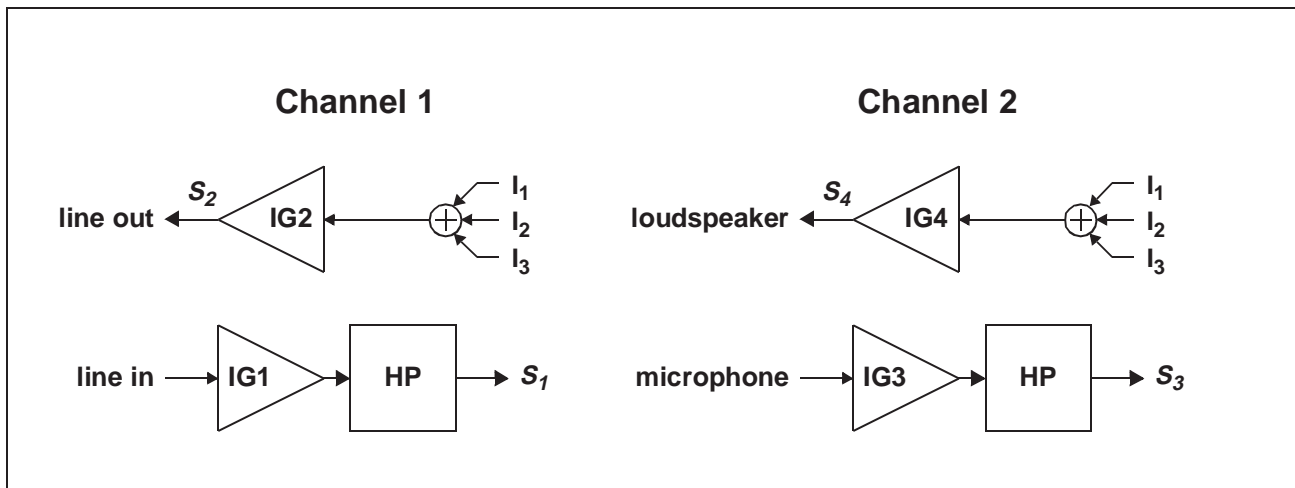 Channel 1
Channel 2
S2
I1
line out
IG2
I2
I3
S4
I1
loudspeaker
IG4
I2
I3
line in
IG1
HP
S1
microphone
IG3
HP
S3